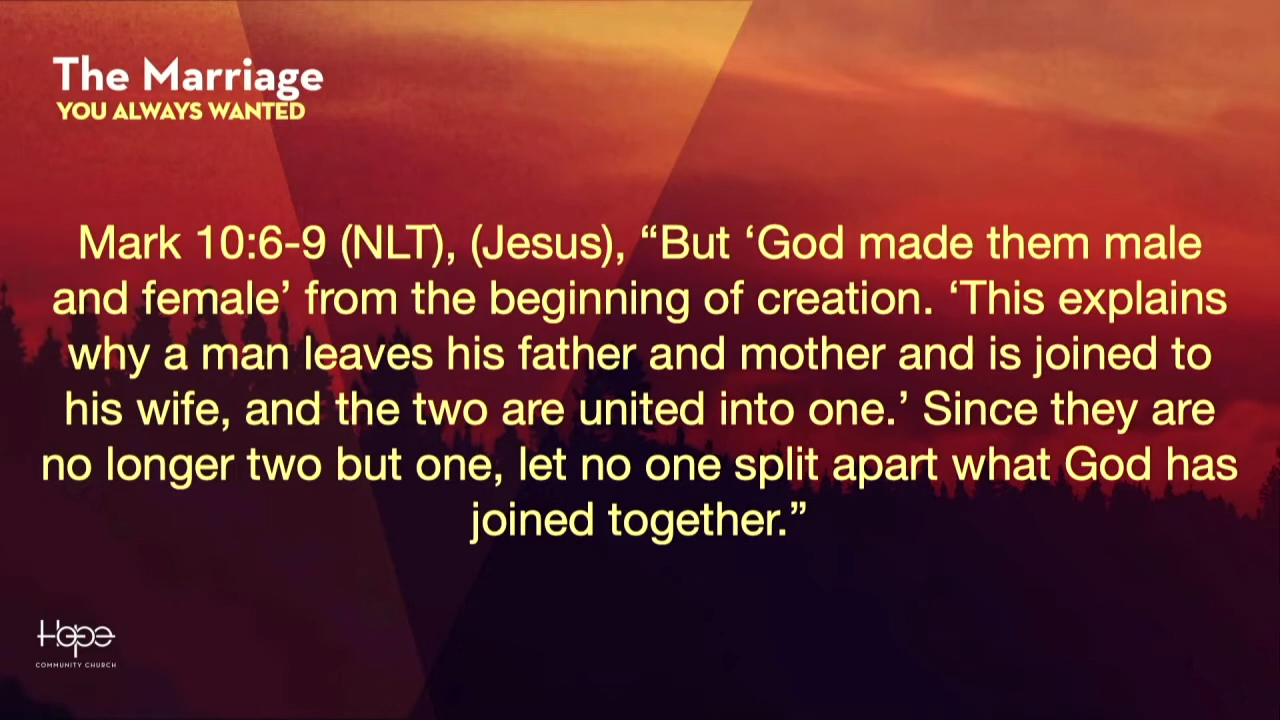 The Marriage
YOU ALWAYS WANTED
Mark 10:6-9 (NLT), (Jesus), “But ‘God made them male
and female’ from the beginning of creation. ‘This explains
why a man leaves his father and mother and is joined to
his wife, and the two are united into one.’ Since they are
no longer two but one, let no one split apart what God has
joined together.”
Hope
COMMUNITY CHURCH